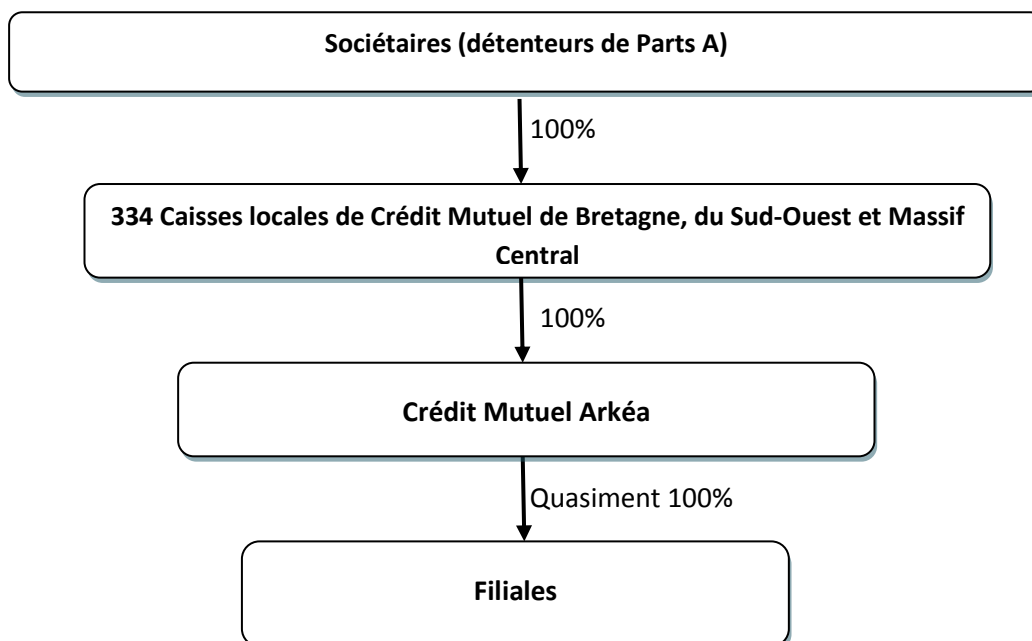 Sociétaires (détenteurs de Parts A)
100%
334 Caisses locales de Crédit Mutuel de Bretagne, du Sud-Ouest et Massif
Central
100%
Crédit Mutuel Arkéa
Quasiment 100%
Filiales